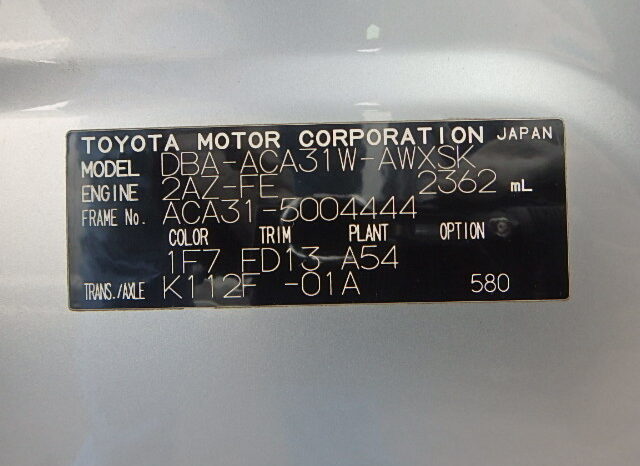 TOYOTA MOTOR CORPORATION JAPAN
MODEL DBA-ACA31W-AWXSK
ENGINE 2AZ-FE 2362 mL
FRAME No. ACA31-5004444
COLOR TRIM PLANT OPTION
1F7 FD13 A54
TRANS./AXLE K112F -01A 580